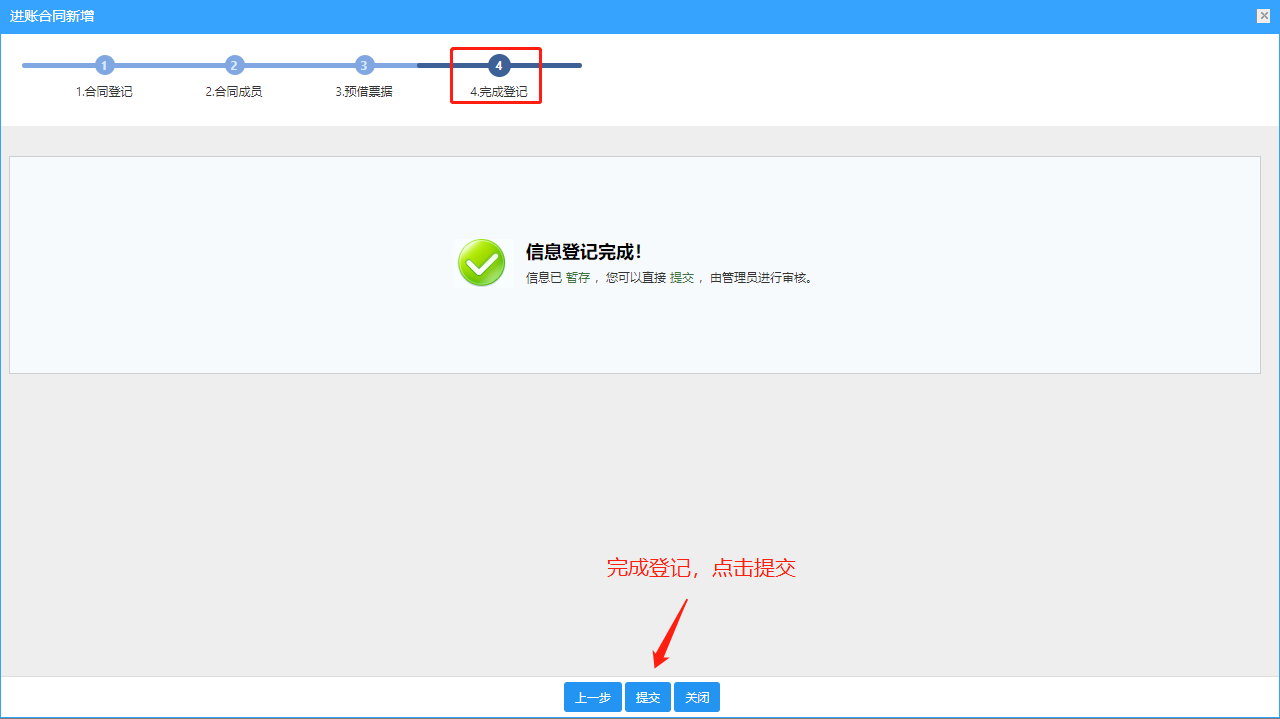 进账合同新增
1 2 3 4
1.合同登记 2.合同成员 3.预借票据 4.完成登记
信息登记完成！
信息已 暂存 ，您可以直接 提交 ，由管理员进行审核。
完成登记，点击提交
上一步 提交 关闭